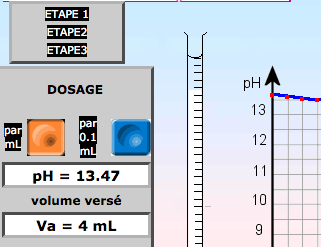 ETAPE 1
ETAPE2
ETAPE3
DOSAGE
par
mL
par
0.1
mL
pH = 13.47
volume versé
Va = 4 mL
pH
13
12
11
10
9